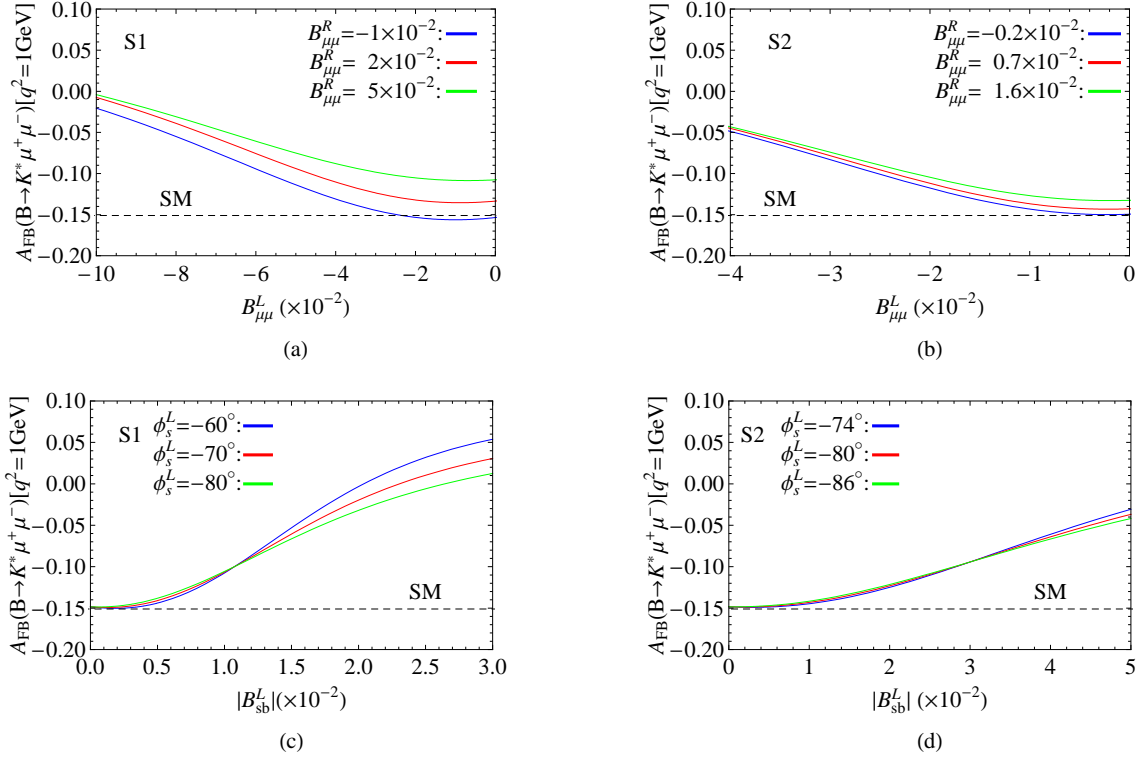 A_FB(B→K* μ⁺μ⁻)[q²=1GeV]
0.10
0.05
0.00
−0.05
−0.10
−0.15
−0.20
S1
B^R_μμ=−1×10⁻²:
B^R_μμ= 2×10⁻²:
B^R_μμ= 5×10⁻²:
SM
−10 −8 −6 −4 −2 0
B^L_μμ (×10⁻²)
(a)
A_FB(B→K* μ⁺μ⁻)[q²=1GeV]
0.10
0.05
0.00
−0.05
−0.10
−0.15
−0.20
S2
B^R_μμ=−0.2×10⁻²:
B^R_μμ= 0.7×10⁻²:
B^R_μμ= 1.6×10⁻²:
SM
−4 −3 −2 −1 0
B^L_μμ (×10⁻²)
(b)
A_FB(B→K* μ⁺μ⁻)[q²=1GeV]
0.10
0.05
0.00
−0.05
−0.10
−0.15
−0.20
S1
φ^L_s=−60°:
φ^L_s=−70°:
φ^L_s=−80°:
SM
0.0 0.5 1.0 1.5 2.0 2.5 3.0
|B^L_sb|(×10⁻²)
(c)
A_FB(B→K* μ⁺μ⁻)[q²=1GeV]
0.10
0.05
0.00
−0.05
−0.10
−0.15
−0.20
S2
φ^L_s=−74°:
φ^L_s=−80°:
φ^L_s=−86°:
SM
0 1 2 3 4 5
|B^L_sb| (×10⁻²)
(d)